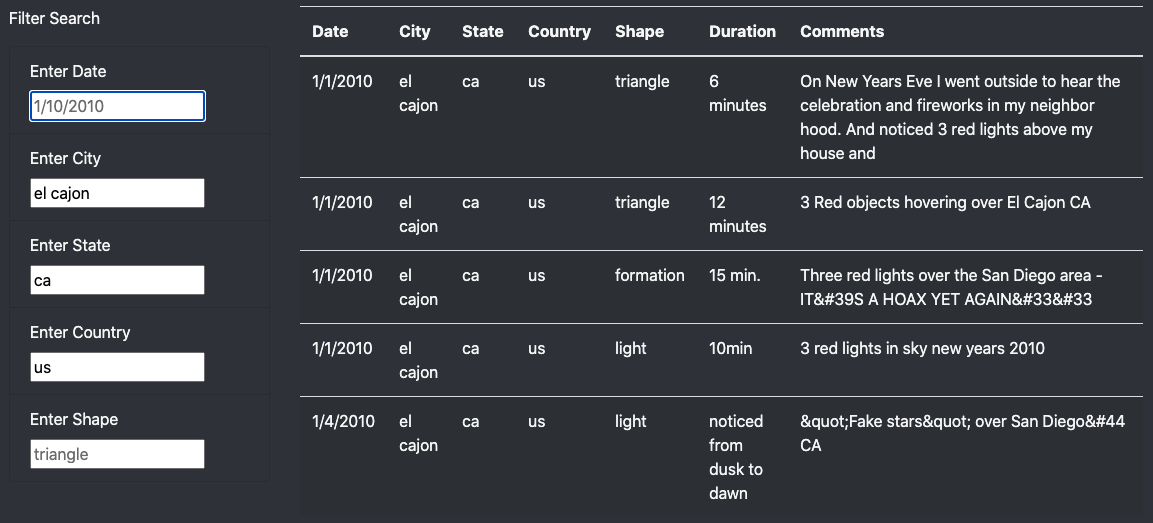 Filter Search
Enter Date
1/10/2010
Enter City
el cajon
Enter State
ca
Enter Country
us
Enter Shape
triangle
Date City State Country Shape Duration Comments
1/1/2010 el ca us triangle 6 On New Years Eve I went outside to hear the
cajon minutes celebration and fireworks in my neighbor
hood. And noticed 3 red lights above my
house and
1/1/2010 el ca us triangle 12 3 Red objects hovering over El Cajon CA
cajon minutes
1/1/2010 el ca us formation 15 min. Three red lights over the San Diego area -
cajon IT&#39S A HOAX YET AGAIN&#33&#33
1/1/2010 el ca us light 10min 3 red lights in sky new years 2010
cajon
1/4/2010 el ca us light noticed &quot;Fake stars&quot; over San Diego&#44
cajon from CA
dusk to
dawn